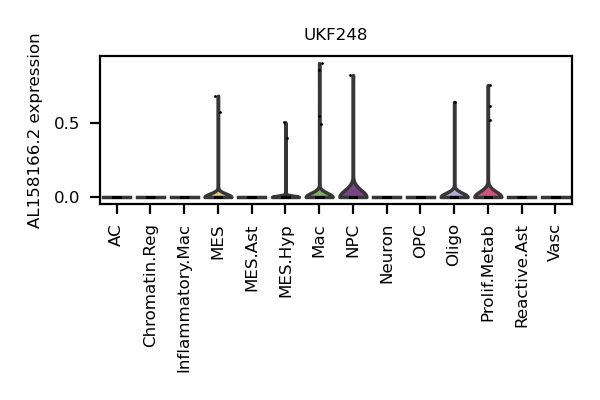 UKF248
AL158166.2 expression
0.5
0.0
AC
Chromatin.Reg
Inflammatory.Mac
MES
MES.Ast
MES.Hyp
Mac
NPC
Neuron
OPC
Oligo
Prolif.Metab
Reactive.Ast
Vasc